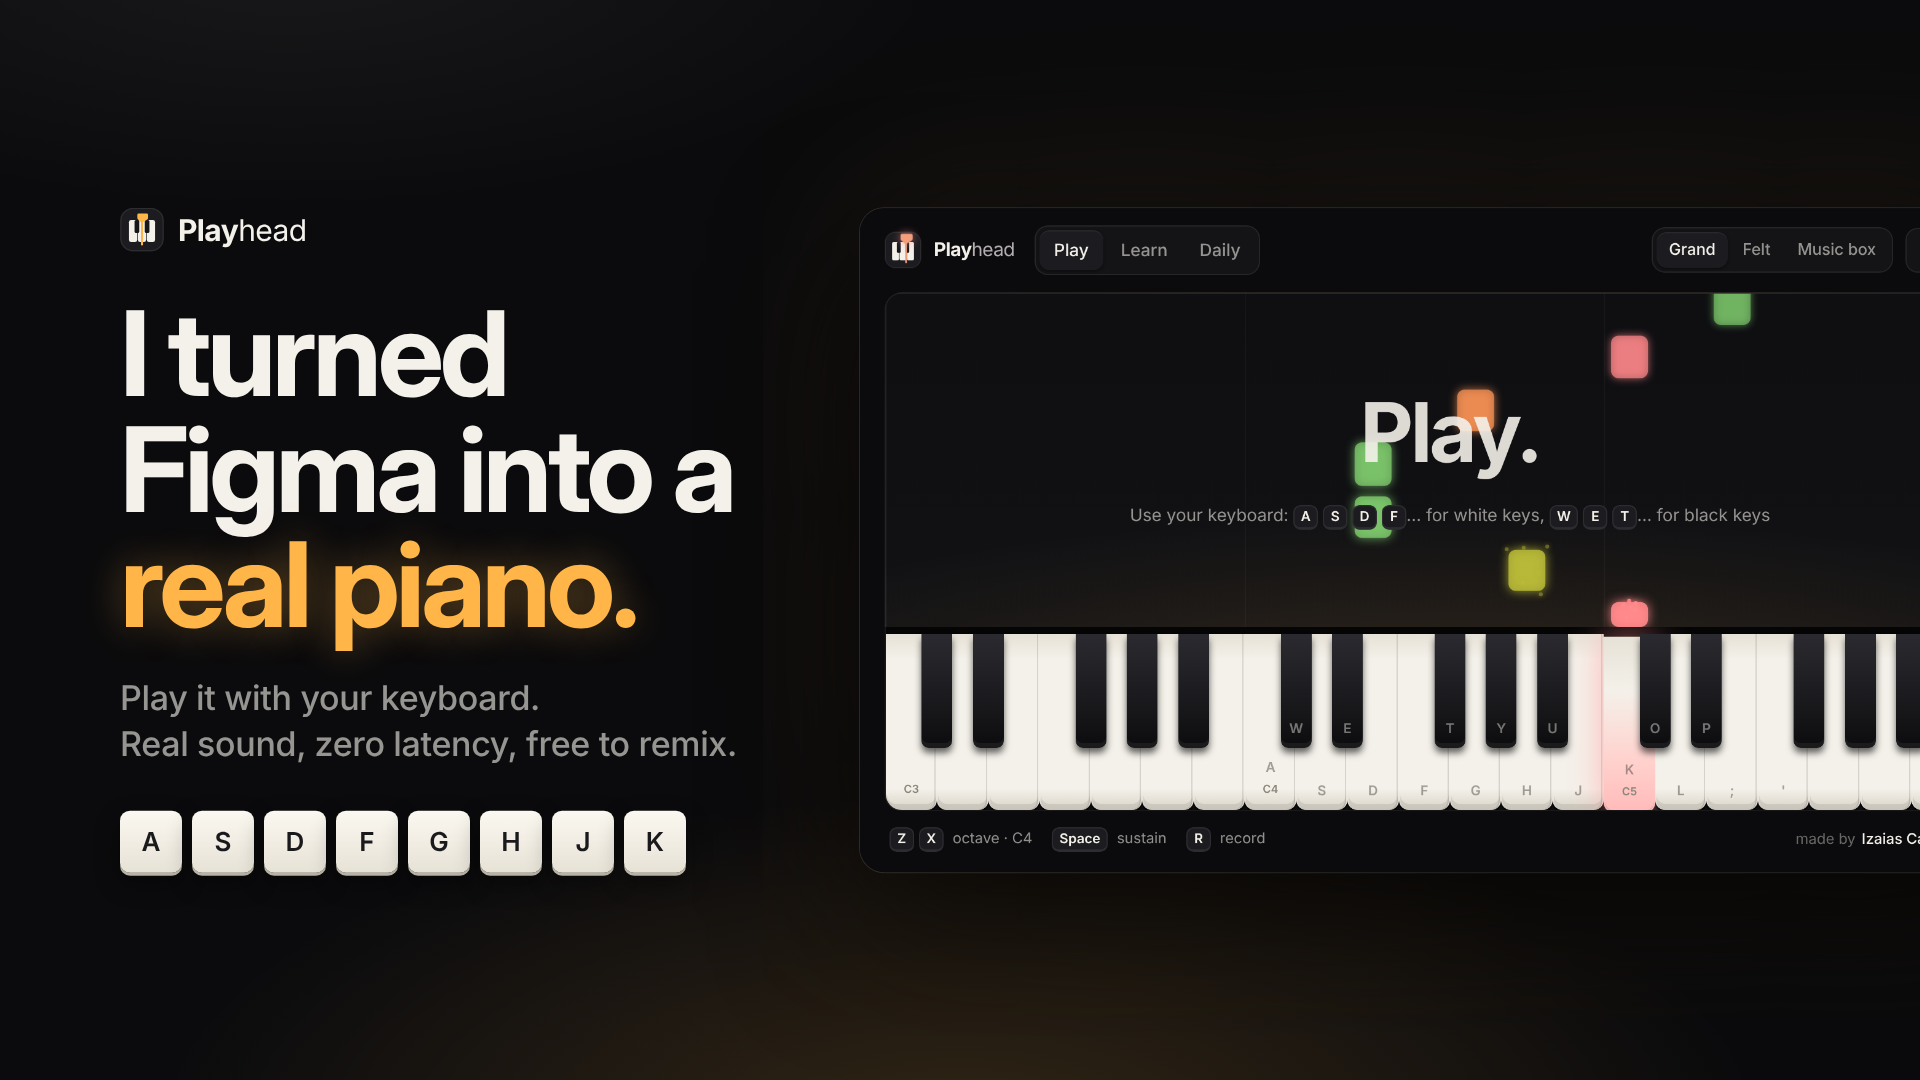 Playhead
I turned
Figma into a
real piano.
Play it with your keyboard.
Real sound, zero latency, free to remix.
A S D F G H J K
Playhead Play Learn Daily Grand Felt Music box
Play.
Use your keyboard: A S D F ... for white keys, W E T ... for black keys
W E T Y U O P
A K
C3 C4 S D F G H J C5 L ; '
Z X octave · C4 Space sustain R record made by Izaias Ca